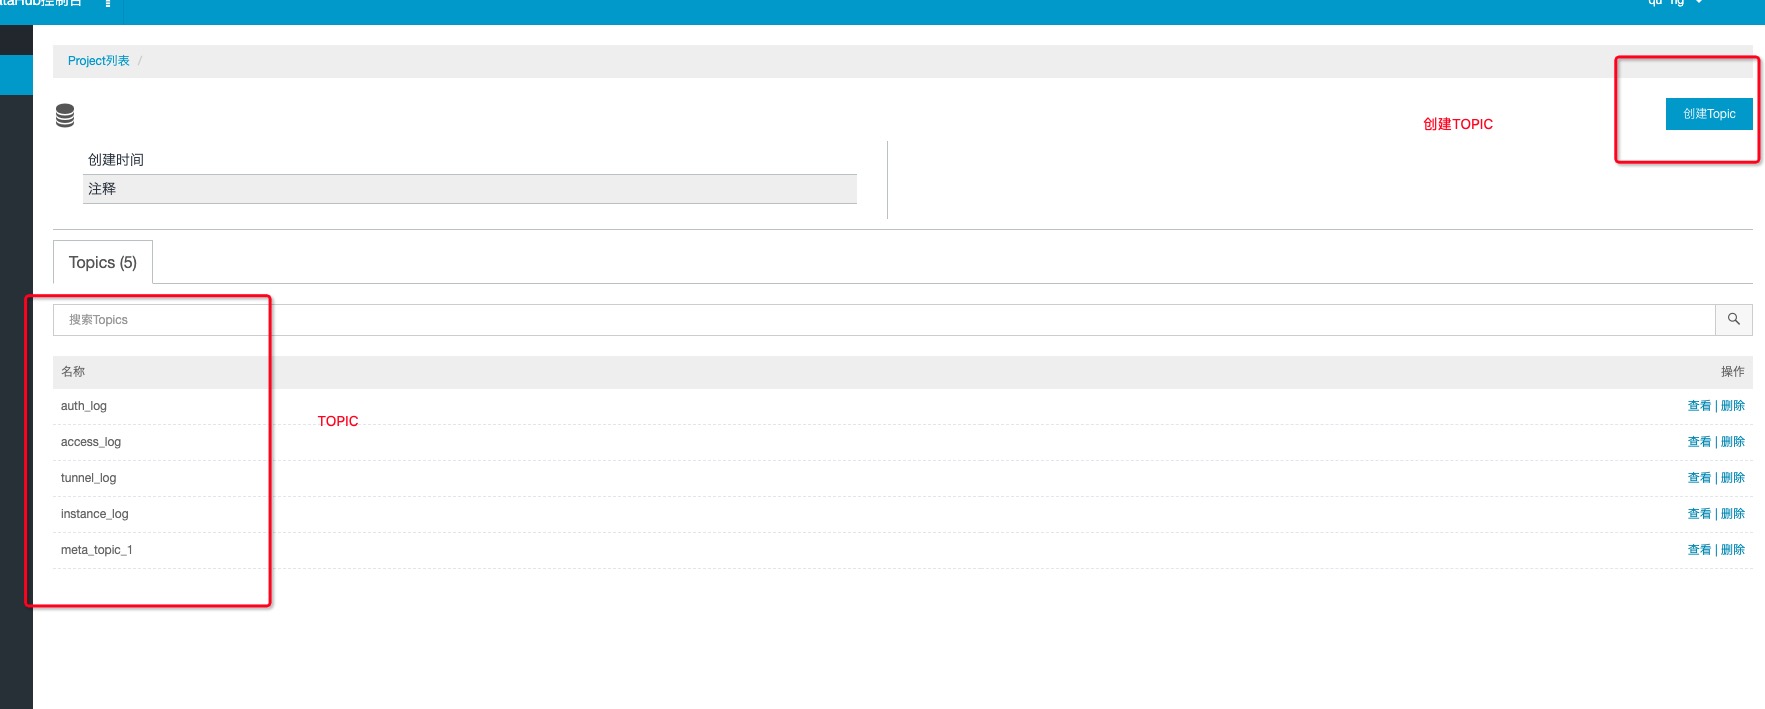 DataHub控制台
Project列表 /
创建Topic
创建TOPIC
创建时间
注释
Topics (5)
搜索Topics
名称 操作
auth_log 查看 | 删除
TOPIC
access_log 查看 | 删除
tunnel_log 查看 | 删除
instance_log 查看 | 删除
meta_topic_1 查看 | 删除